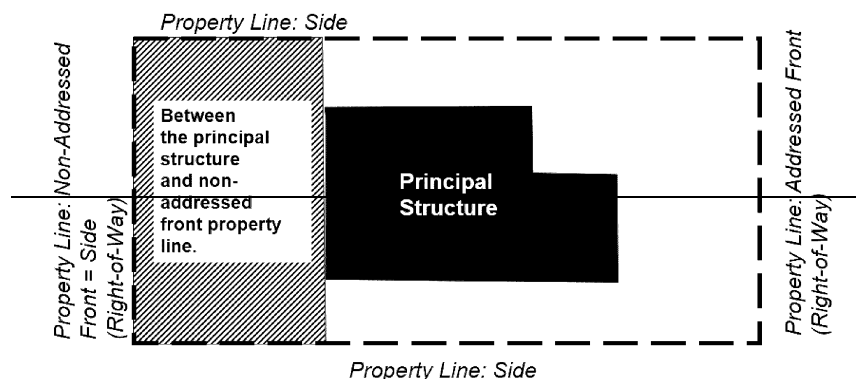 Property Line: Side
Property Line: Non-Addressed
Front = Side
(Right-of-Way)
Between
the principal
structure
and non-
addressed
front property
line.
Principal
Structure
Property Line: Addressed Front
(Right-of-Way)
Property Line: Side